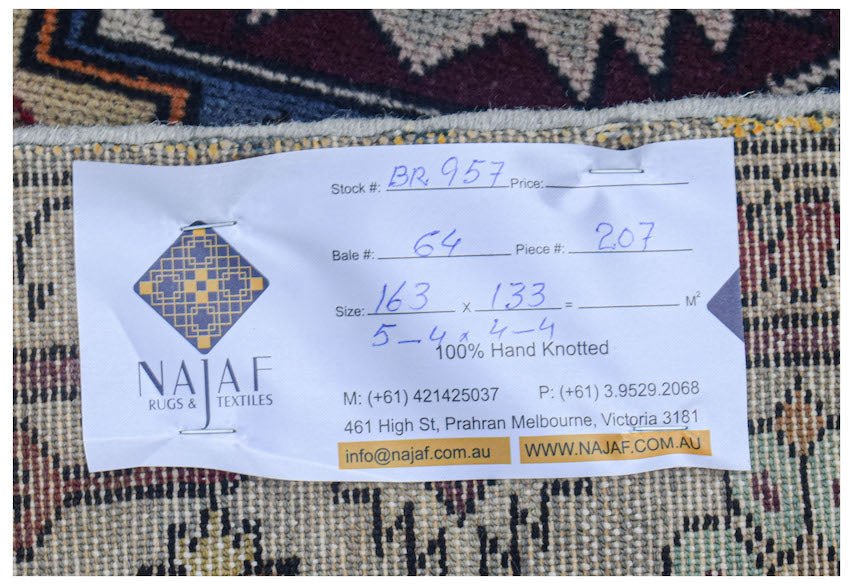 Stock #: BR. 957 Price:
Bale #: 64 Piece #: 207
Size: 163 x 133 = M²
5-4 x 4-4
100% Hand Knotted
NAJAF
RUGS & TEXTILES
M: (+61) 421425037 P: (+61) 3.9529.2068
461 High St, Prahran Melbourne, Victoria 3181
info@najaf.com.au WWW.NAJAF.COM.AU